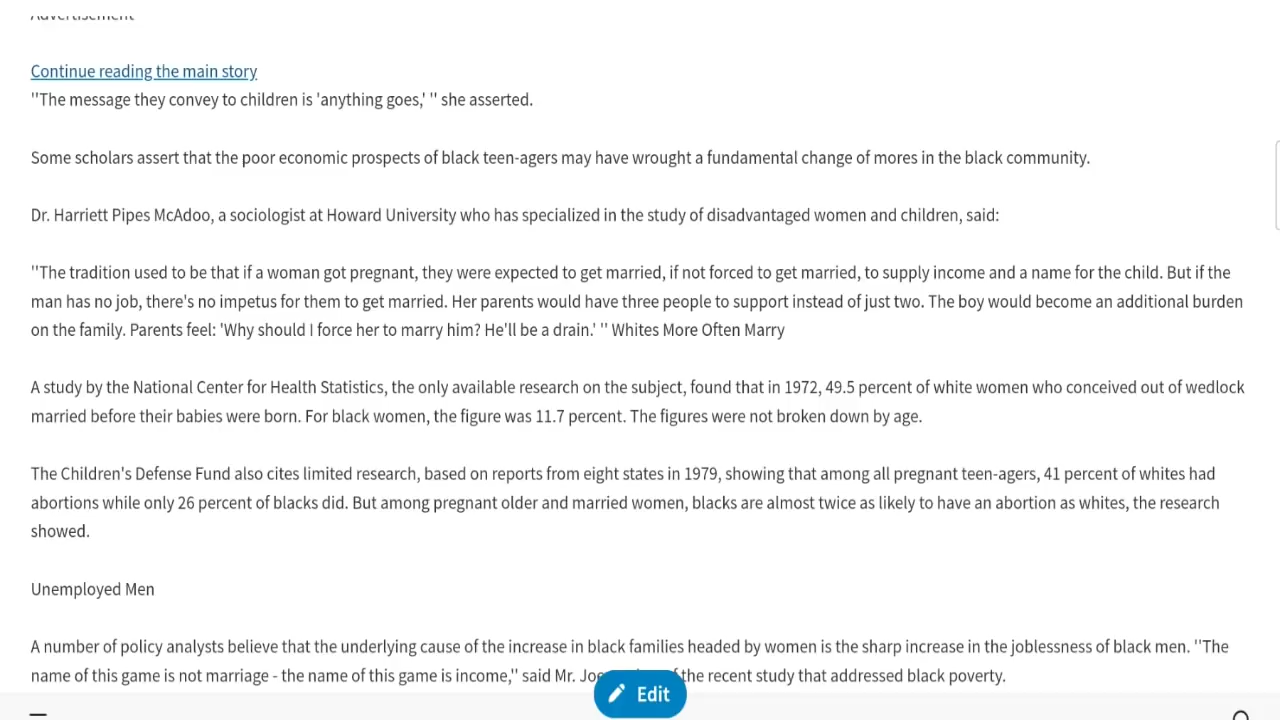 Advertisement
Continue reading the main story
"The message they convey to children is 'anything goes,' " she asserted.
Some scholars assert that the poor economic prospects of black teen-agers may have wrought a fundamental change of mores in the black community.
Dr. Harriett Pipes McAdoo, a sociologist at Howard University who has specialized in the study of disadvantaged women and children, said:
''The tradition used to be that if a woman got pregnant, they were expected to get married, if not forced to get married, to supply income and a name for the child. But if the
man has no job, there's no impetus for them to get married. Her parents would have three people to support instead of just two. The boy would become an additional burden
on the family. Parents feel: 'Why should I force her to marry him? He'll be a drain.' '' Whites More Often Marry
A study by the National Center for Health Statistics, the only available research on the subject, found that in 1972, 49.5 percent of white women who conceived out of wedlock
married before their babies were born. For black women, the figure was 11.7 percent. The figures were not broken down by age.
The Children's Defense Fund also cites limited research, based on reports from eight states in 1979, showing that among all pregnant teen-agers, 41 percent of whites had
abortions while only 26 percent of blacks did. But among pregnant older and married women, blacks are almost twice as likely to have an abortion as whites, the research
showed.
Unemployed Men
A number of policy analysts believe that the underlying cause of the increase in black families headed by women is the sharp increase in the joblessness of black men. ''The
name of this game is not marriage - the name of this game is income,'' said Mr. the recent study that addressed black poverty.
Edit